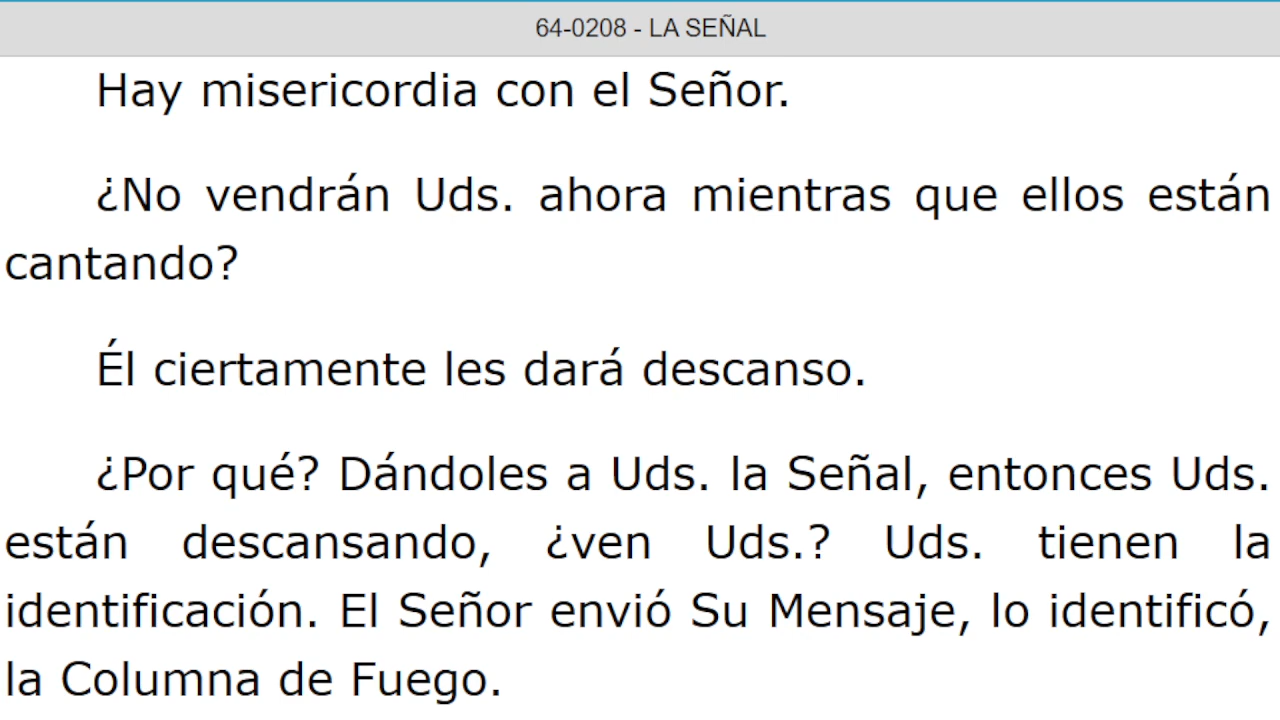 64-0208 - LA SEÑAL
Hay misericordia con el Señor.
¿No vendrán Uds. ahora mientras que ellos están
cantando?
Él ciertamente les dará descanso.
¿Por qué? Dándoles a Uds. la Señal, entonces Uds.
están descansando, ¿ven Uds.? Uds. tienen la
identificación. El Señor envió Su Mensaje, lo identificó,
la Columna de Fuego.